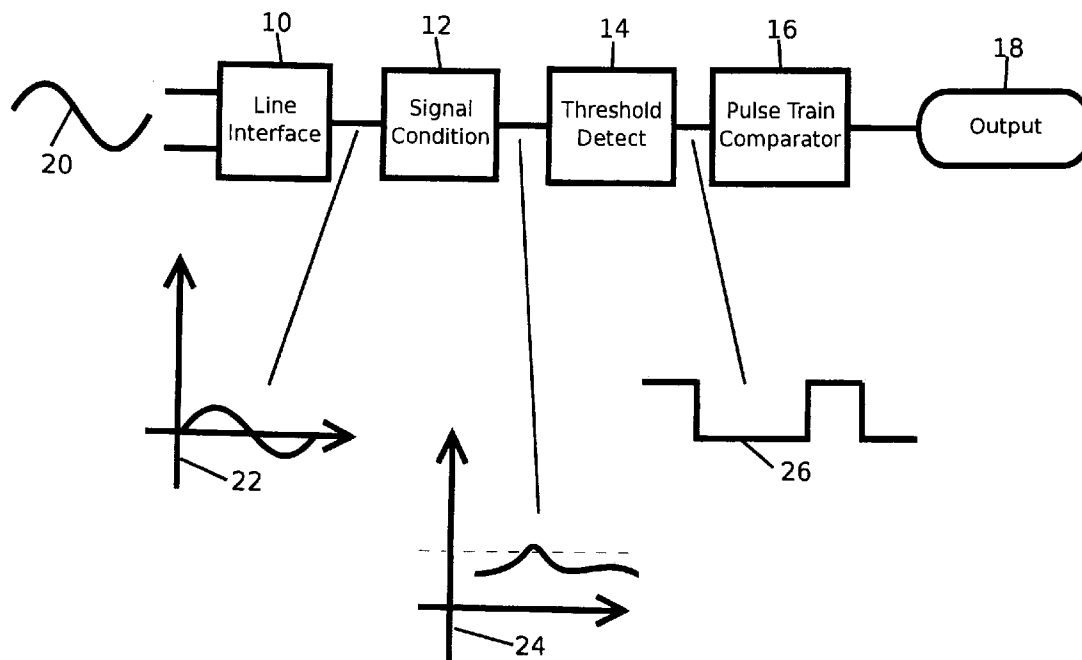 10
12
14
16
18
Line
Interface
Signal
Condition
Threshold
Detect
Pulse Train
Comparator
Output
20
22
24
26